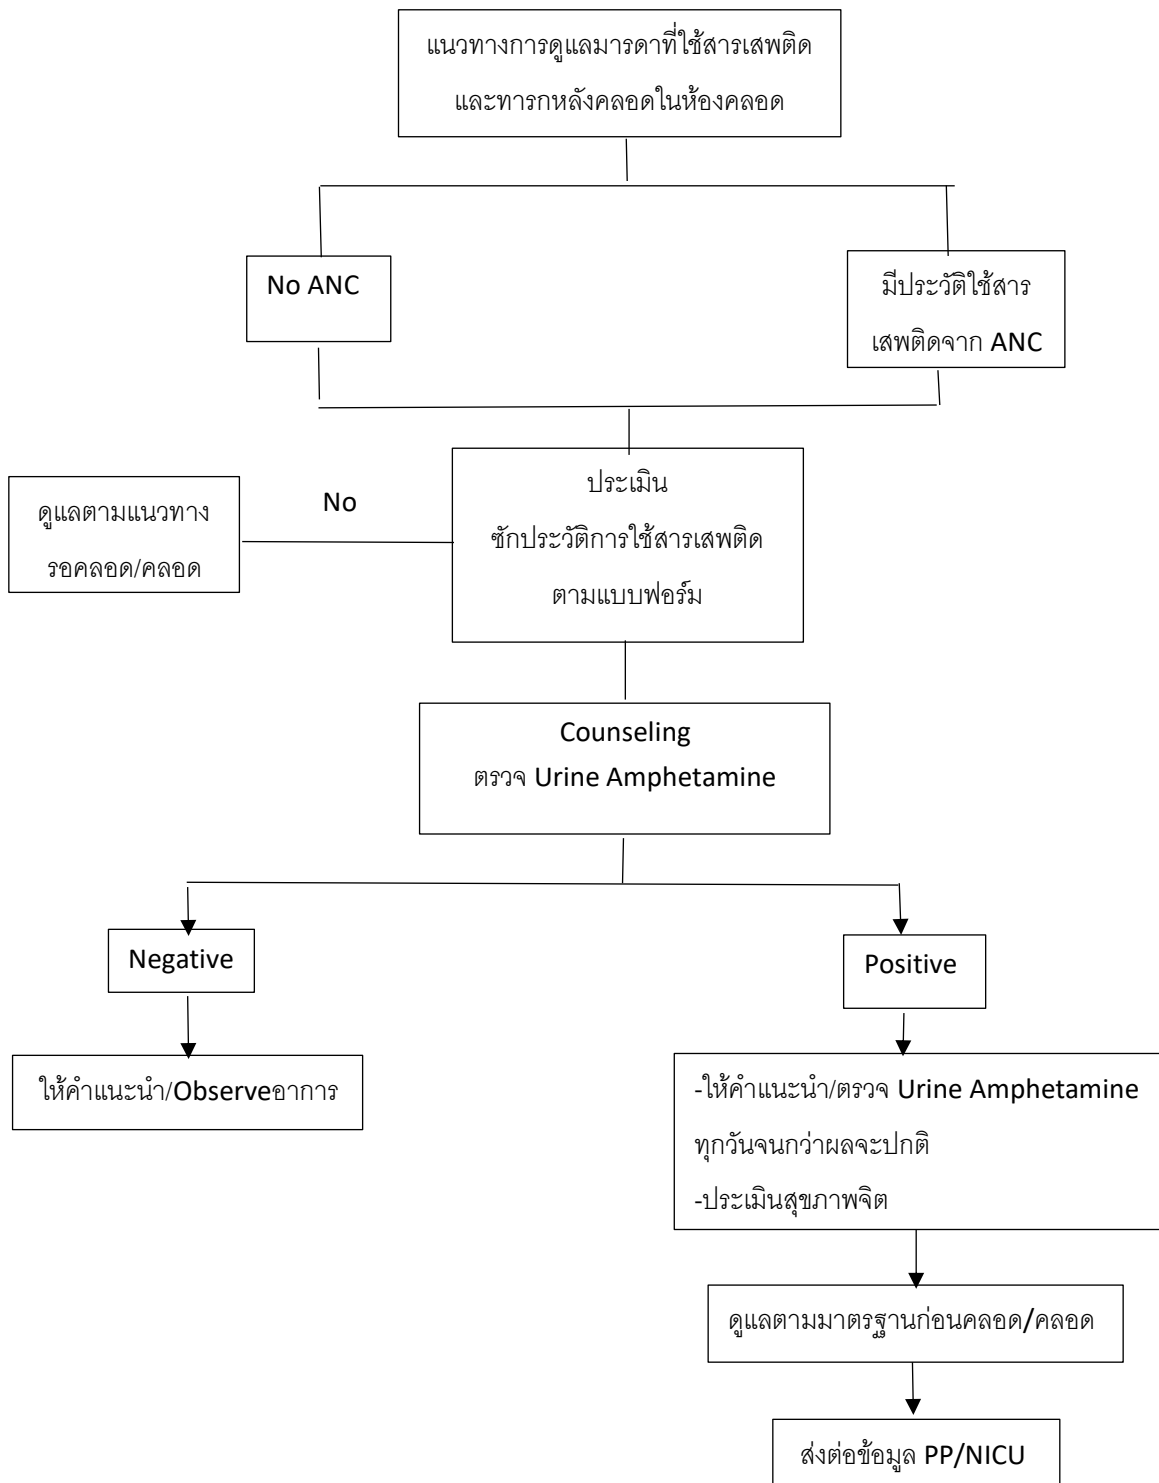 แนวทางการดูแลมารดาที่ใช้สารเสพติด
และทารกหลังคลอดในห้องคลอด
No ANC
มีประวัติใช้สาร
เสพติดจาก ANC
ดูแลตามแนวทาง
รอคลอด/คลอด
No
ประเมิน
ซักประวัติการใช้สารเสพติด
ตามแบบฟอร์ม
Counseling
ตรวจ Urine Amphetamine
Negative
Positive
ให้คำแนะนำ/Observeอาการ
-ให้คำแนะนำ/ตรวจ Urine Amphetamine
ทุกวันจนกว่าผลจะปกติ
-ประเมินสุขภาพจิต
ดูแลตามมาตรฐานก่อนคลอด/คลอด
ส่งต่อข้อมูล PP/NICU